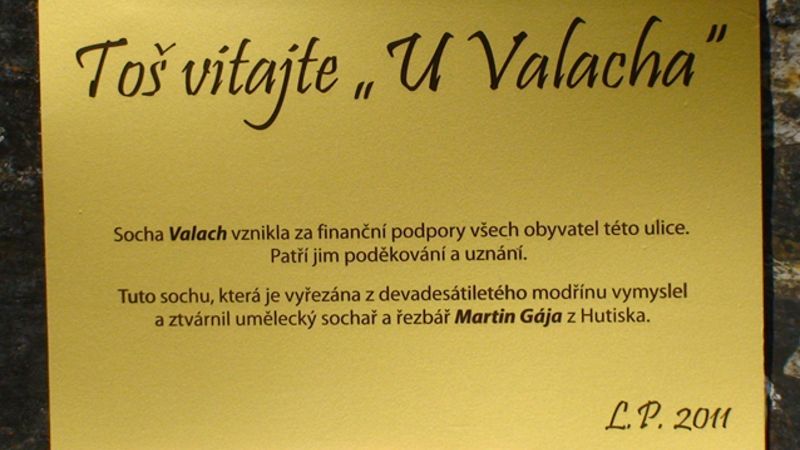 Toš vitajte „U Valacha"
Socha Valach vznikla za finanční podpory všech obyvatel této ulice.
Patří jim poděkování a uznání.
Tuto sochu, která je vyřezána z devadesátiletého modřínu vymyslel
a ztvárnil umělecký sochař a řezbář Martin Gája z Hutiska.
L.P. 2011